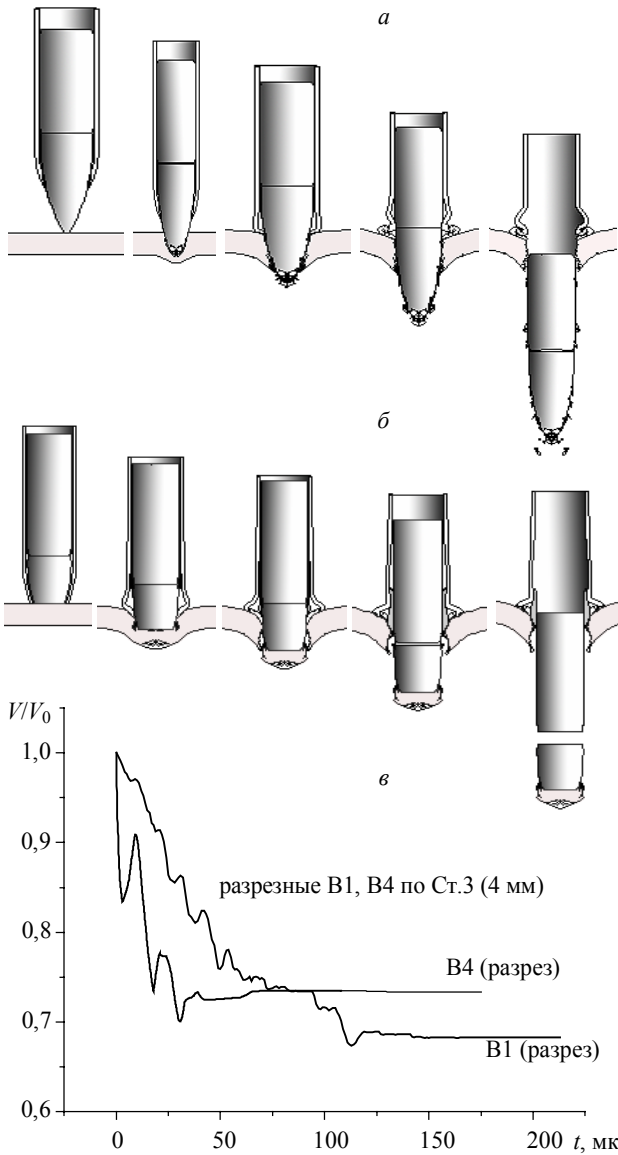 а
б
V/V0
1,0
в
0,9
разрезные В1, В4 по Ст.3 (4 мм)
0,8
В4 (разрез)
0,7
В1 (разрез)
0,6
0 50 100 150 200 t, мк